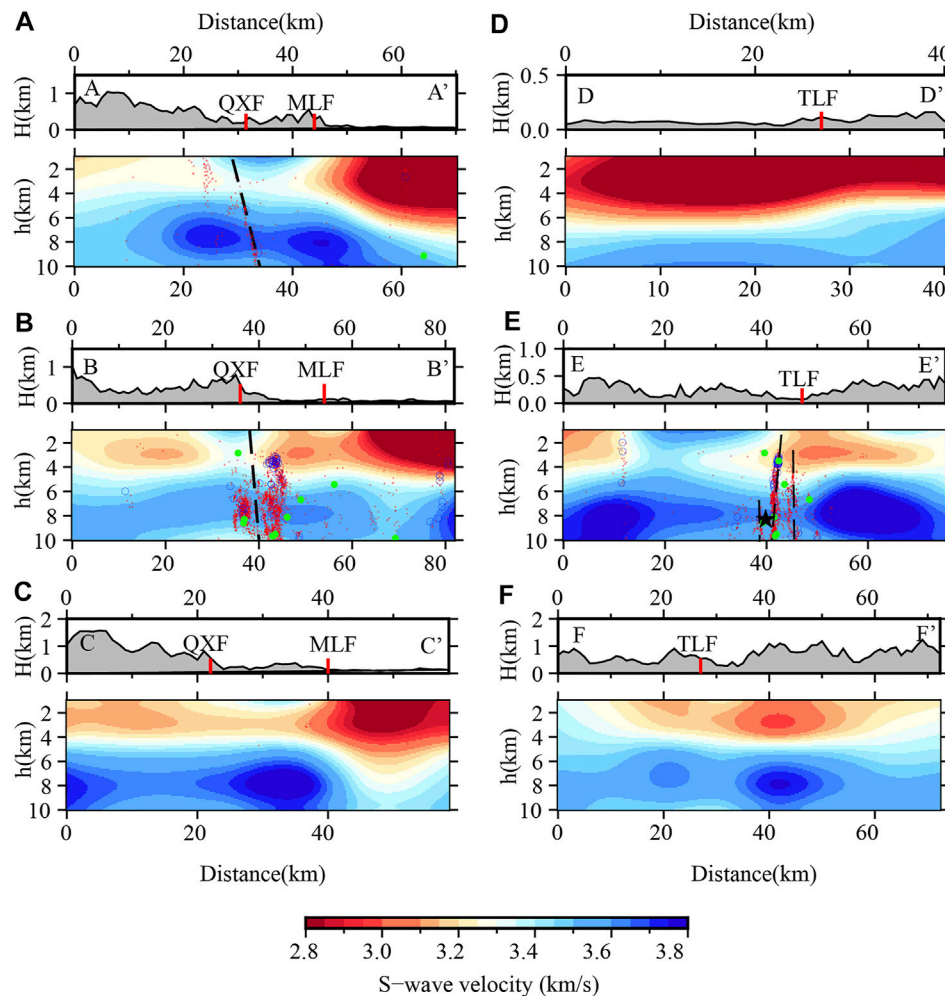 A
Distance(km)
0 20 40 60
H(km)
1
0
A
QXF
MLF
A’
h(km)
2
4
6
8
10
0 20 40 60
D
Distance(km)
0 20 40
H(km)
0.5
0.0
D
TLF
D’
h(km)
2
4
6
8
10
0 10 20 30 40
B
0 20 40 60 80
H(km)
1
0
B
QXF
MLF
B’
h(km)
2
4
6
8
10
0 20 40 60 80
E
0 20 40 60
H(km)
1.0
0.5
0.0
E
TLF
E’
h(km)
2
4
6
8
10
0 20 40 60
C
0 20 40
H(km)
2
1
0
C
QXF
MLF
C’
h(km)
2
4
6
8
10
0 20 40
Distance(km)
F
0 20 40 60
H(km)
2
1
0
F
TLF
F’
h(km)
2
4
6
8
10
0 20 40 60
Distance(km)
2.8 3.0 3.2 3.4 3.6 3.8
S−wave velocity (km/s)